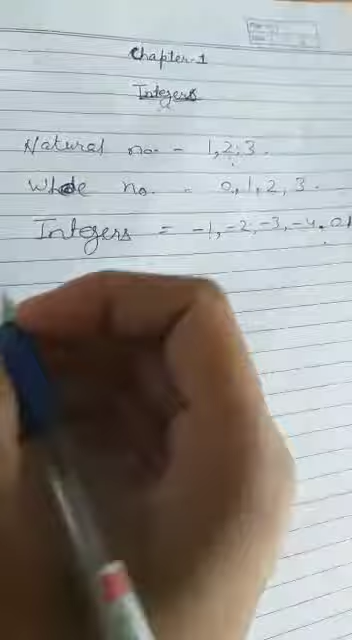 Chapter-1
Integers
Natural no. - 1, 2, 3.
Whole no. - 0, 1, 2, 3.
Integers = -1, -2, -3, -4, 0, 1